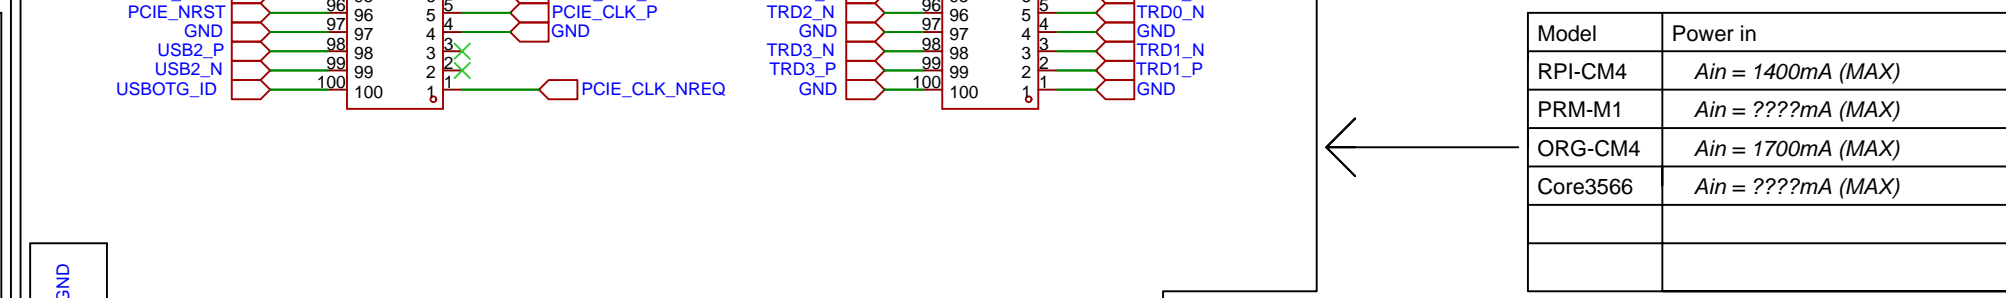 PCIE_NRST 96 96 5 5 PCIE_CLK_P
GND 97 97 4 4 GND
USB2_P 98 98 3 3
USB2_N 99 99 2 2
USBOTG_ID 100 100 1 1 PCIE_CLK_NREQ
TRD2_N 96 96 5 5 TRD0_N
GND 97 97 4 4 GND
TRD3_N 98 98 3 3 TRD1_N
TRD3_P 99 99 2 2 TRD1_P
GND 100 100 1 1 GND
Model Power in
RPI-CM4 Ain = 1400mA (MAX)
PRM-M1 Ain = ????mA (MAX)
ORG-CM4 Ain = 1700mA (MAX)
Core3566 Ain = ????mA (MAX)
GND